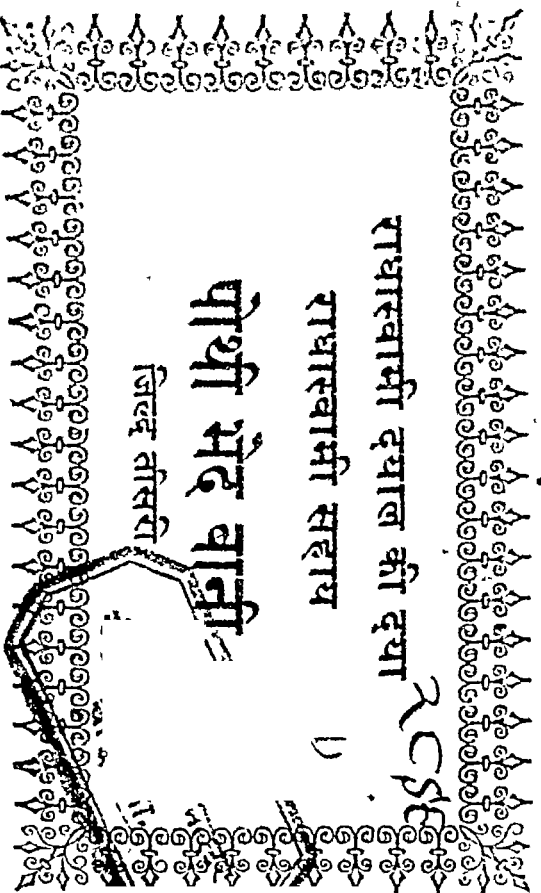 राधास्वामी दयाल की दया
राधास्वामी सहाय
पोथी भेद बानी
जिल्द तीसरी